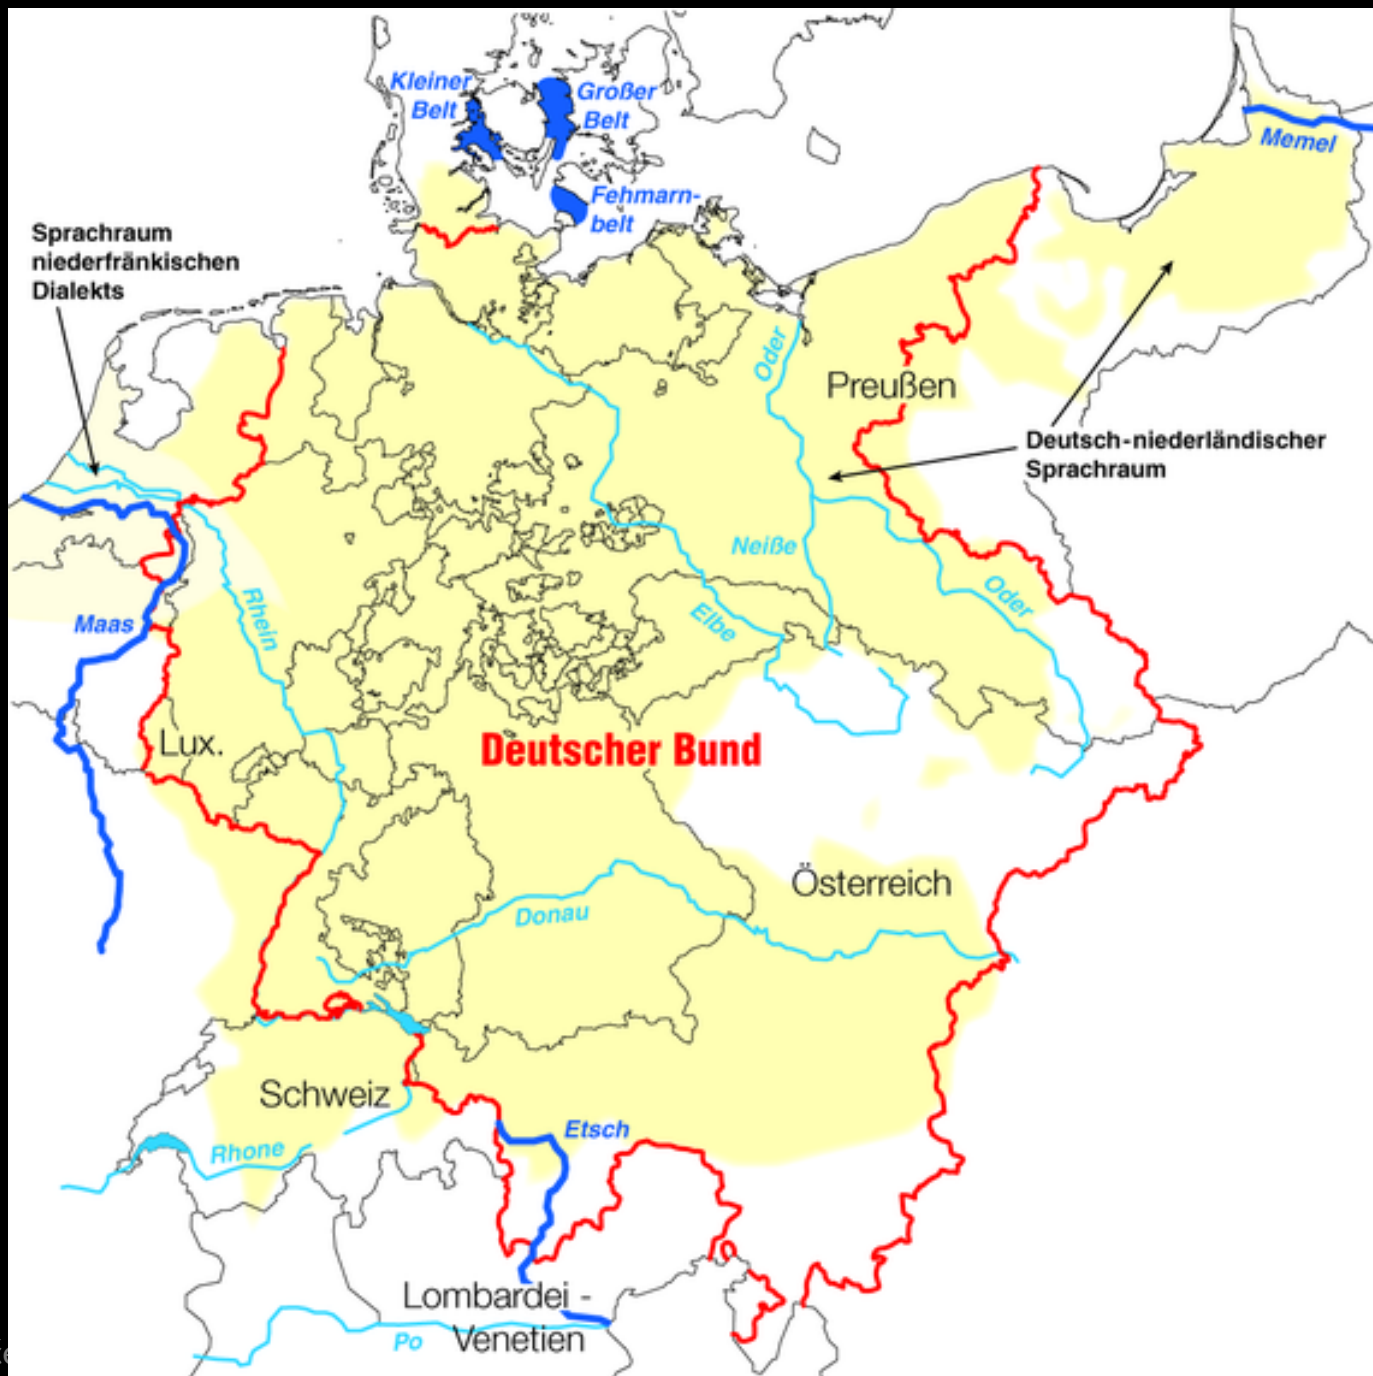 Kleiner
Belt
Großer
Belt
Memel
Fehmarn-
belt
Sprachraum
niederfränkischen
Dialekts
Oder
Preußen
Deutsch-niederländischer
Sprachraum
Neiße
Oder
Rhein
Elbe
Maas
Lux.
Deutscher Bund
Österreich
Donau
Schweiz
Etsch
Rhone
Lombardei -
Venetien
Po